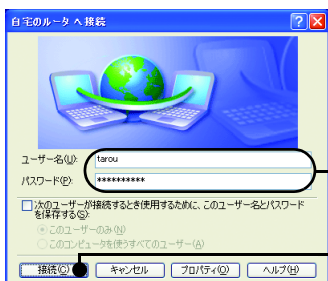 自宅のルータ へ接続
ユーザー名(U): tarou
パスワード(P): **********
次のユーザーが接続するとき使用するために、このユーザー名とパスワード
を保存する(S):
このユーザーのみ(N)
このコンピュータを使うすべてのユーザー(A)
接続(C) キャンセル プロパティ(O) ヘルプ(H)